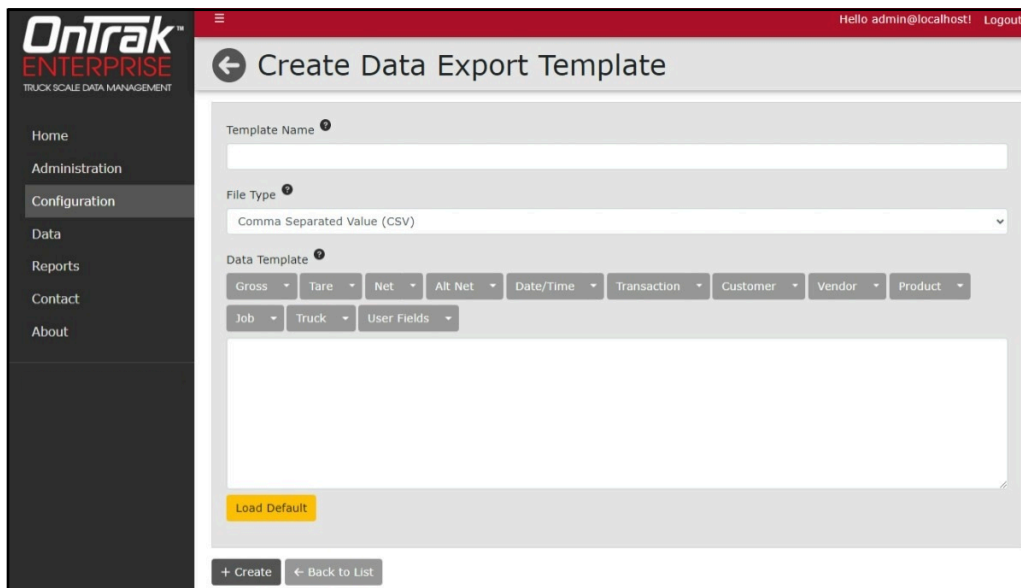 OnTrak™
ENTERPRISE
TRUCK SCALE DATA MANAGEMENT
Home
Administration
Configuration
Data
Reports
Contact
About
Hello admin@localhost! Logout
Create Data Export Template
Template Name ?
File Type ?
Comma Separated Value (CSV)
Data Template ?
Gross Tare Net Alt Net Date/Time Transaction Customer Vendor Product
Job Truck User Fields
Load Default
+ Create ← Back to List